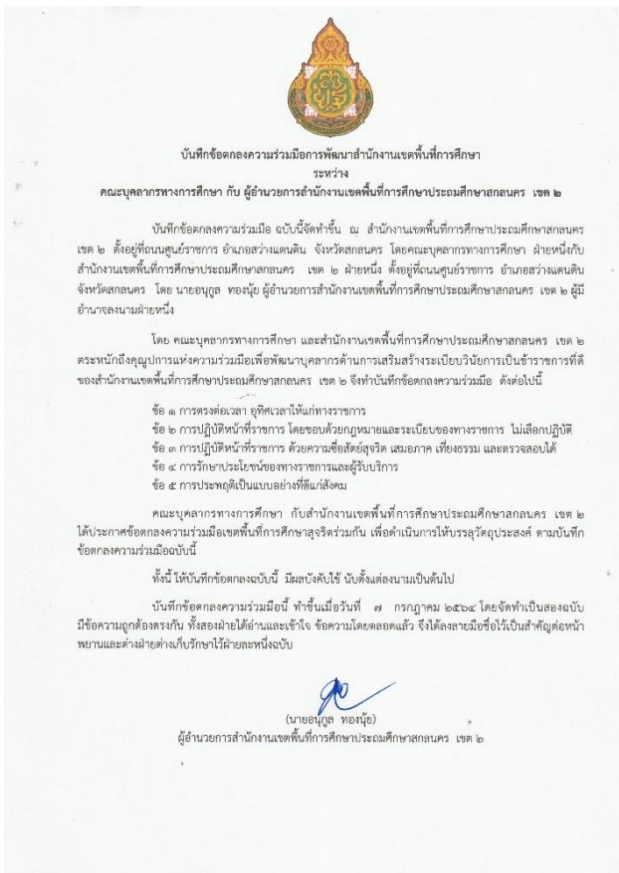 บันทึกข้อตกลงความร่วมมือการพัฒนาสำนักงานเขตพื้นที่การศึกษา
ระหว่าง
คณะบุคลากรทางการศึกษา กับ ผู้อำนวยการสำนักงานเขตพื้นที่การศึกษาประถมศึกษาสกลนคร เขต ๒
บันทึกข้อตกลงความร่วมมือ ฉบับนี้จัดทำขึ้น ณ สำนักงานเขตพื้นที่การศึกษาประถมศึกษาสกลนคร
เขต ๒ ตั้งอยู่ที่ถนนศูนย์ราชการ อำเภอสว่างแดนดิน จังหวัดสกลนคร โดยคณะบุคลากรทางการศึกษา ฝ่ายหนึ่งกับ
สำนักงานเขตพื้นที่การศึกษาประถมศึกษาสกลนคร เขต ๒ ฝ่ายหนึ่ง ตั้งอยู่ที่ถนนศูนย์ราชการ อำเภอสว่างแดนดิน
จังหวัดสกลนคร โดย นายอนุกูล ทองนุ้ย ผู้อำนวยการสำนักงานเขตพื้นที่การศึกษาประถมศึกษาสกลนคร เขต ๒ ผู้มี
อำนาจลงนามฝ่ายหนึ่ง
โดย คณะบุคลากรทางการศึกษา และสำนักงานเขตพื้นที่การศึกษาประถมศึกษาสกลนคร เขต ๒
ตระหนักถึงคุณูปการแห่งความร่วมมือเพื่อพัฒนาบุคลากรด้านการเสริมสร้างระเบียบวินัยการเป็นข้าราชการที่ดี
ของสำนักงานเขตพื้นที่การศึกษาประถมศึกษาสกลนคร เขต ๒ จึงทำบันทึกข้อตกลงความร่วมมือ ดังต่อไปนี้
ข้อ ๑ การตรงต่อเวลา อุทิศเวลาให้แก่ทางราชการ
ข้อ ๒ การปฏิบัติหน้าที่ราชการ โดยชอบด้วยกฎหมายและระเบียบของทางราชการ ไม่เลือกปฏิบัติ
ข้อ ๓ การปฏิบัติหน้าที่ราชการ ด้วยความซื่อสัตย์สุจริต เสมอภาค เที่ยงธรรม และตรวจสอบได้
ข้อ ๔ การรักษาประโยชน์ของทางราชการและผู้รับบริการ
ข้อ ๕ การประพฤติเป็นแบบอย่างที่ดีแก่สังคม
คณะบุคลากรทางการศึกษา กับสำนักงานเขตพื้นที่การศึกษาประถมศึกษาสกลนคร เขต ๒
ได้ประกาศข้อตกลงความร่วมมือเขตพื้นที่การศึกษาสุจริตร่วมกัน เพื่อดำเนินการให้บรรลุวัตถุประสงค์ ตามบันทึก
ข้อตกลงความร่วมมือฉบับนี้
ทั้งนี้ ให้บันทึกข้อตกลงฉบับนี้ มีผลบังคับใช้ นับตั้งแต่ลงนามเป็นต้นไป
บันทึกข้อตกลงความร่วมมือนี้ ทำขึ้นเมื่อวันที่ ๗ กรกฎาคม ๒๕๖๔ โดยจัดทำเป็นสองฉบับ
มีข้อความถูกต้องตรงกัน ทั้งสองฝ่ายได้อ่านและเข้าใจ ข้อความโดยตลอดแล้ว จึงได้ลงลายมือชื่อไว้เป็นสำคัญต่อหน้า
พยานและต่างฝ่ายต่างเก็บรักษาไว้ฝ่ายละหนึ่งฉบับ
(นายอนุกูล ทองนุ้ย)
ผู้อำนวยการสำนักงานเขตพื้นที่การศึกษาประถมศึกษาสกลนคร เขต ๒